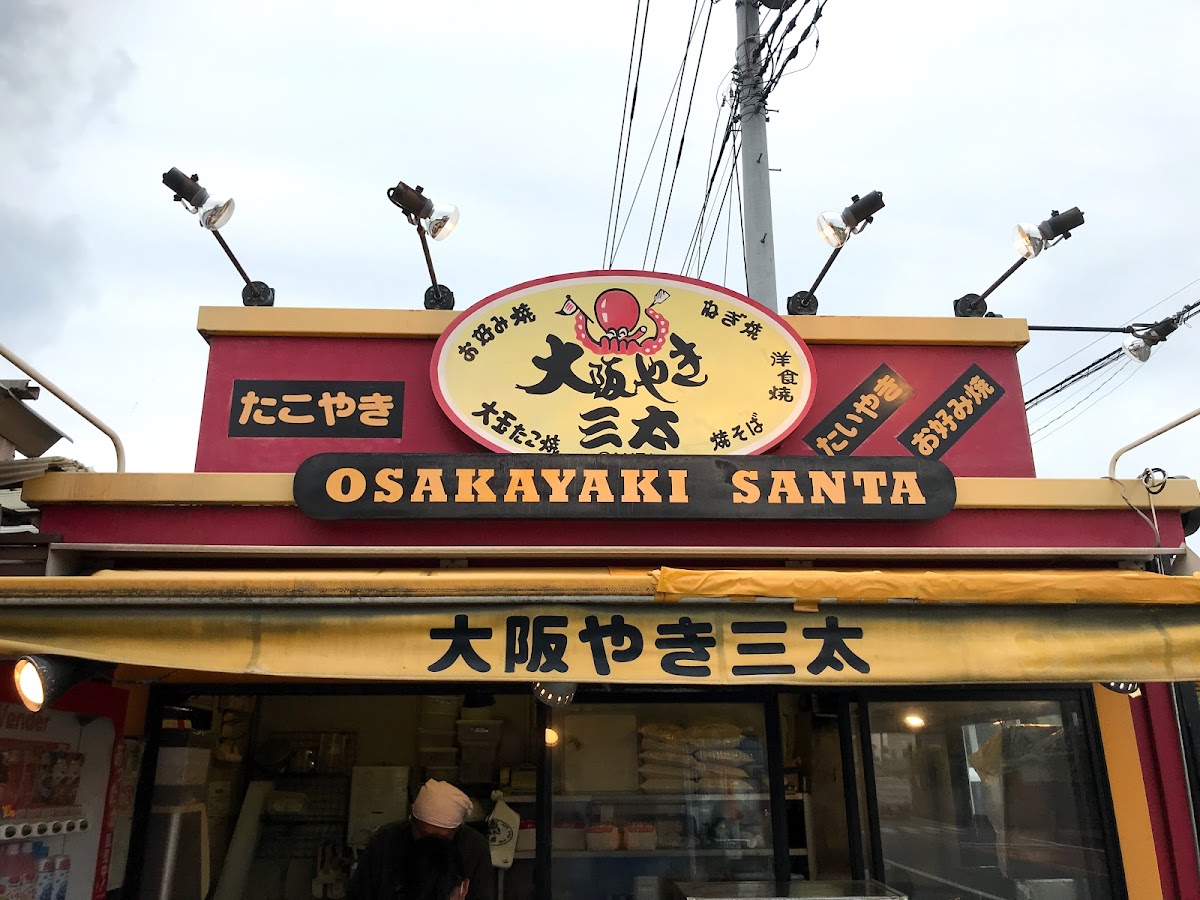 お好み焼
ねぎ焼
大阪やき
三太
洋食焼
大玉たこ焼
焼そば
たこやき
たいやき
お好み焼
OSAKAYAKI SANTA
大阪やき三太